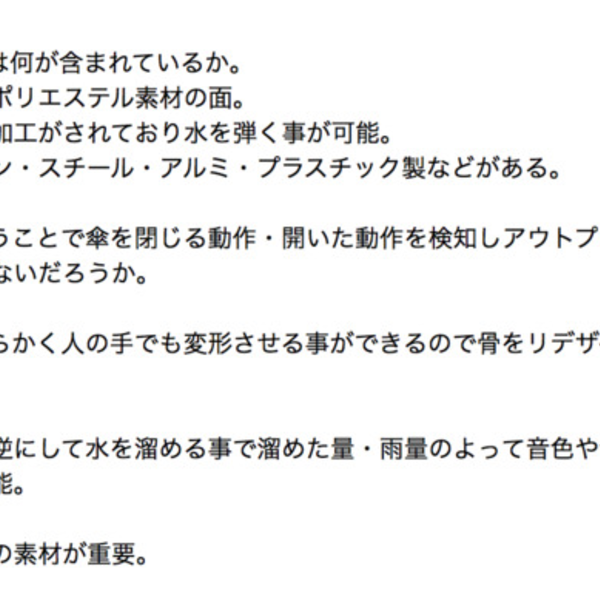 は何が含まれているか。
ポリエステル素材の面。
加工がされており水を弾く事が可能。
ン・スチール・アルミ・プラスチック製などがある。
うことで傘を閉じる動作・開いた動作を検知しアウトプ
ないだろうか。
らかく人の手でも変形させる事ができるので骨をリデザ
逆にして水を溜める事で溜めた量・雨量のよって音色や
能。
の素材が重要。